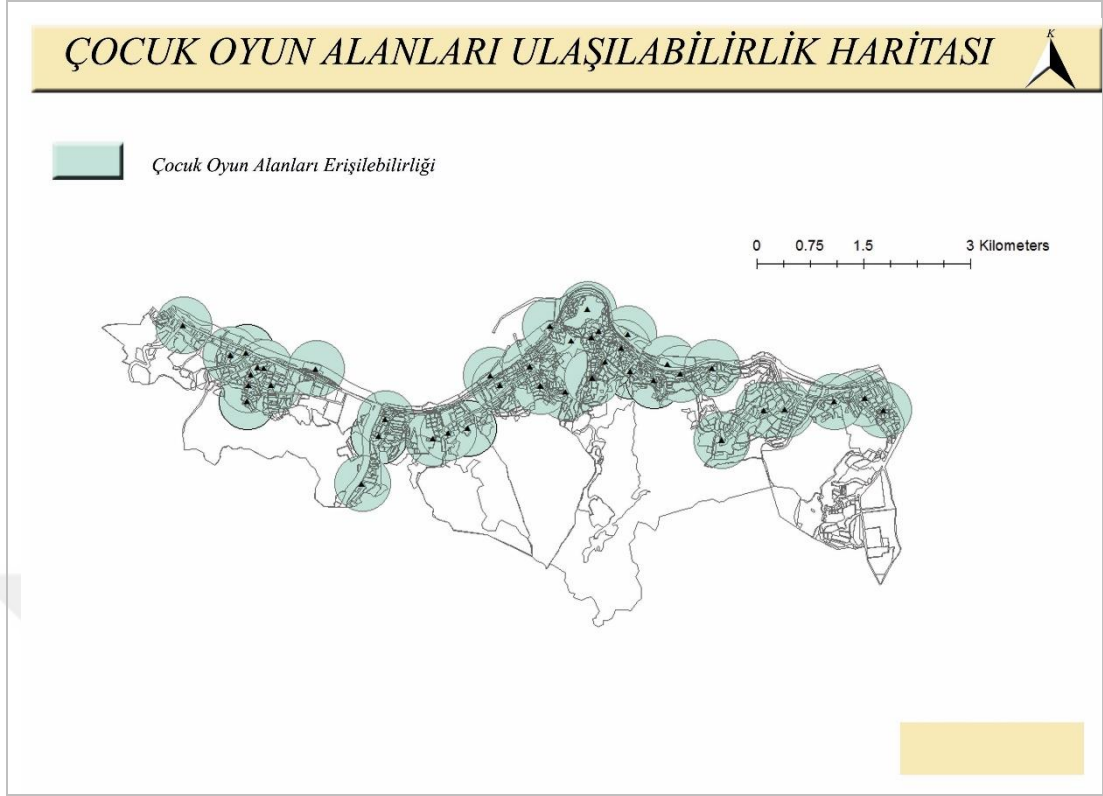 ÇOCUK OYUN ALANLARI ULAŞILABİLİRLİK HARİTASI
K
Çocuk Oyun Alanları Erişilebilirliği
0 0.75 1.5 3 Kilometers